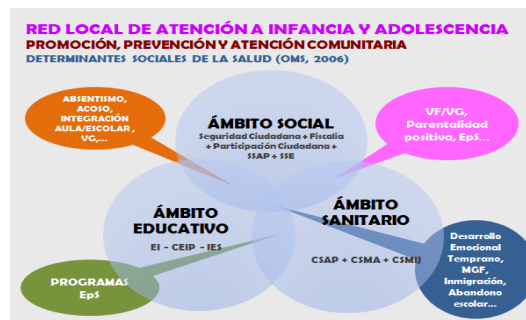 RED LOCAL DE ATENCIÓN A INFANCIA Y ADOLESCENCIA
PROMOCIÓN, PREVENCIÓN Y ATENCIÓN COMUNITARIA
DETERMINANTES SOCIALES DE LA SALUD (OMS, 2006)
ABSENTISMO,
ACOSO,
INTEGRACIÓN
AULA/ESCOLAR,
VG,...
ÁMBITO SOCIAL
Seguridad Ciudadana + Fiscalía
+ Participación Ciudadana +
SSAP + SSE
VF/VG,
Parentalidad
positiva, EpS...
ÁMBITO
EDUCATIVO
EI – CEIP – IES
ÁMBITO
SANITARIO
CSAP + CSMA + CSMIJ
PROGRAMAS
EpS
Desarrollo
Emocional
Temprano,
MGF,
Inmigración,
Abandono
escolar...